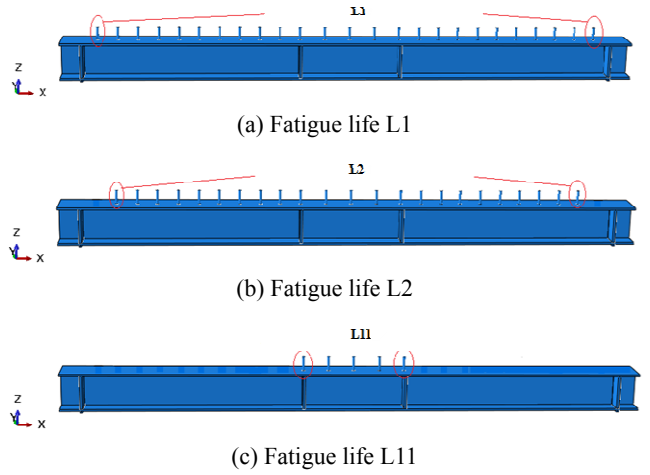 L1
Z
Y X
(a) Fatigue life L1
L2
Z
Y X
(b) Fatigue life L2
L11
Z
Y X
(c) Fatigue life L11